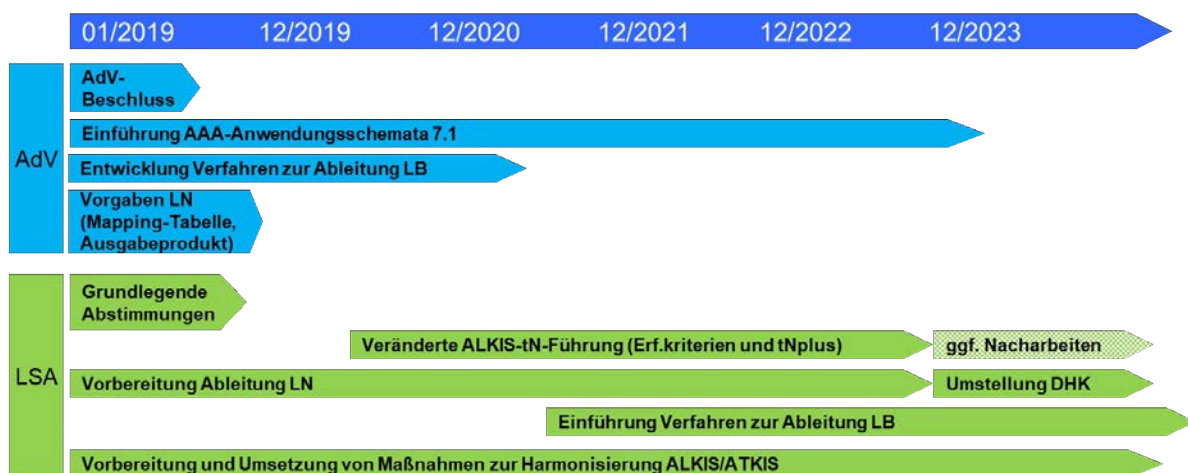 01/2019 12/2019 12/2020 12/2021 12/2022 12/2023
AdV
AdV-
Beschluss
Einführung AAA-Anwendungsschemata 7.1
Entwicklung Verfahren zur Ableitung LB
Vorgaben LN
(Mapping-Tabelle,
Ausgabeprodukt)
LSA
Grundlegende
Abstimmungen
Veränderte ALKIS-tN-Führung (Erf.kriterien und tNplus) ggf. Nacharbeiten
Vorbereitung Ableitung LN Umstellung DHK
Einführung Verfahren zur Ableitung LB
Vorbereitung und Umsetzung von Maßnahmen zur Harmonisierung ALKIS/ATKIS